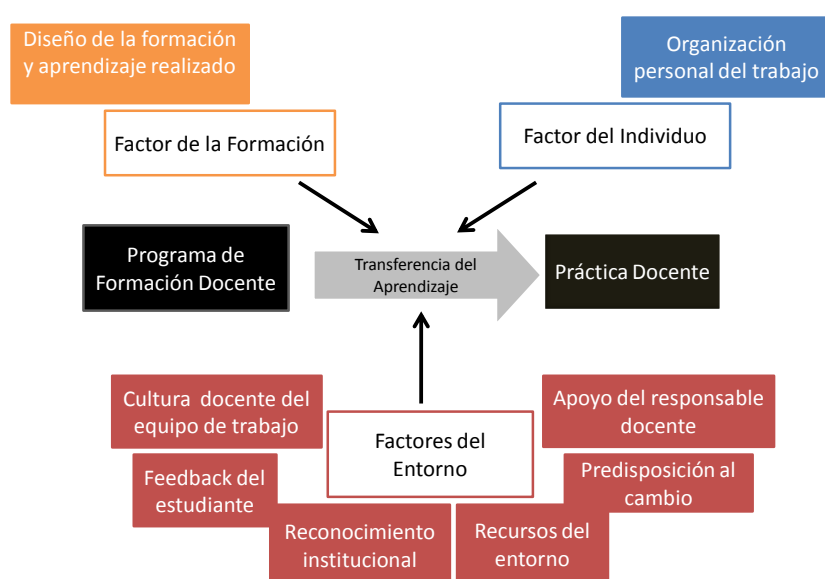 Diseño de la formación
y aprendizaje realizado
Organización
personal del trabajo
Factor de la Formación
Factor del Individuo
Programa de
Formación Docente
Transferencia del
Aprendizaje
Práctica Docente
Cultura docente del
equipo de trabajo
Apoyo del responsable
docente
Factores del
Entorno
Feedback del
estudiante
Predisposición al
cambio
Reconocimiento
institucional
Recursos del
entorno